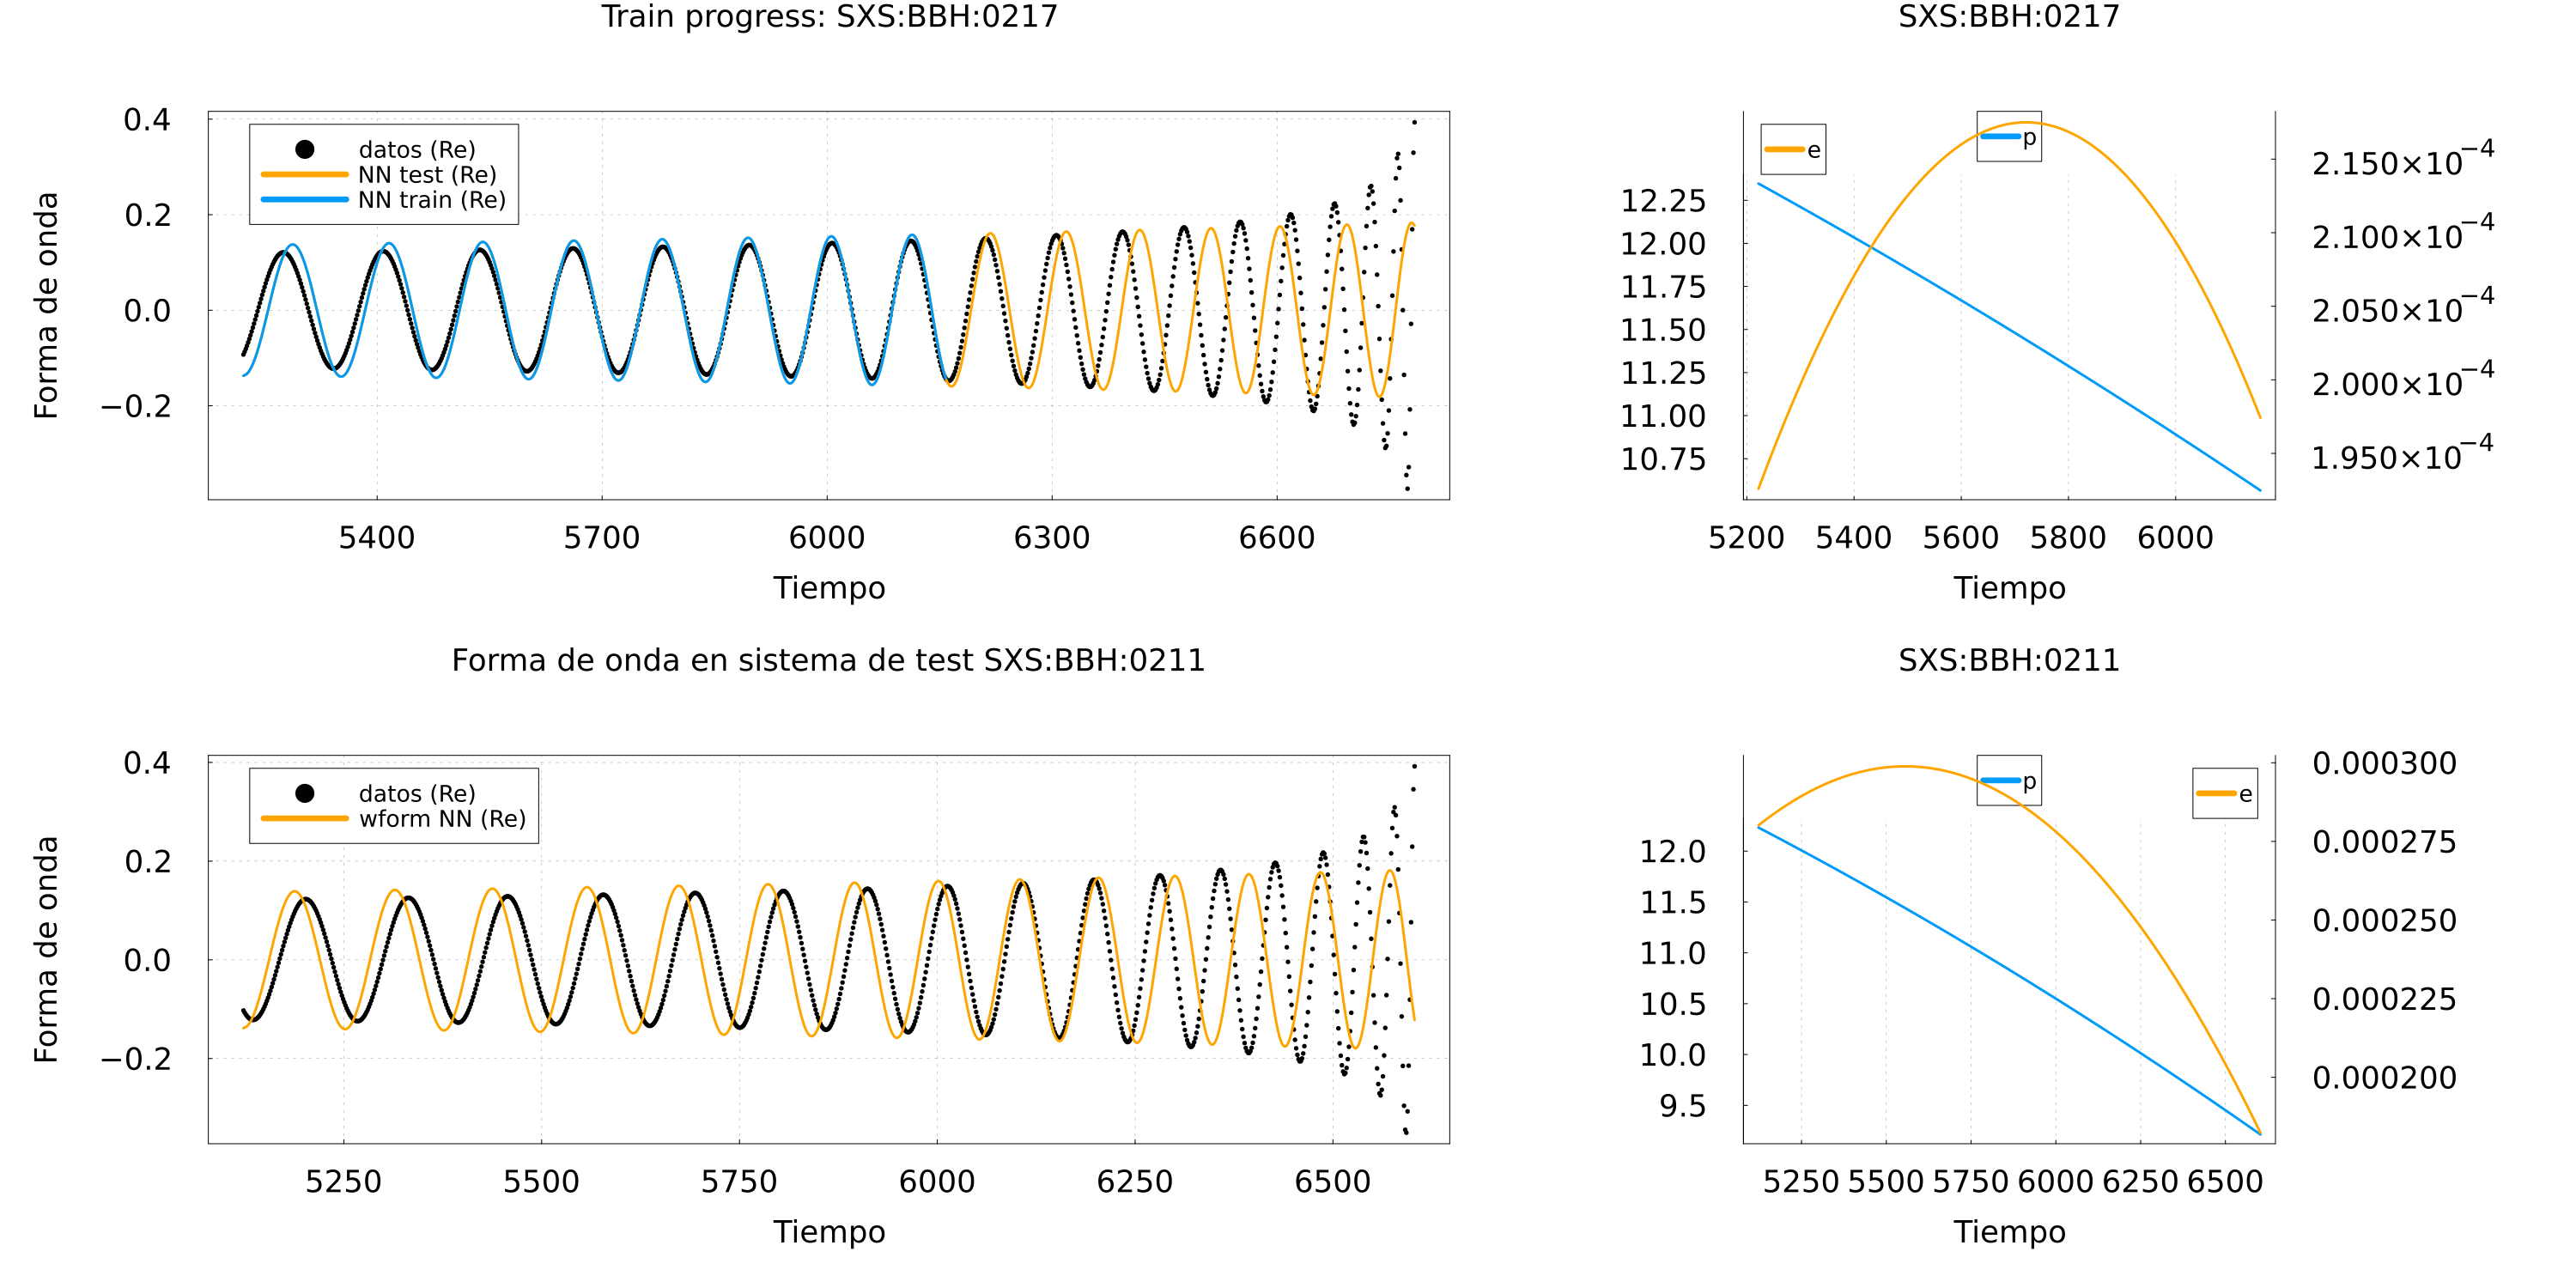 Train progress: SXS:BBH:0217
0.4
0.2
0.0
−0.2
Forma de onda
datos (Re)
NN test (Re)
NN train (Re)
5400 5700 6000 6300 6600
Tiempo
SXS:BBH:0217
e
p
12.25
12.00
11.75
11.50
11.25
11.00
10.75
2.150×10⁻⁴
2.100×10⁻⁴
2.050×10⁻⁴
2.000×10⁻⁴
1.950×10⁻⁴
5200 5400 5600 5800 6000
Tiempo
Forma de onda en sistema de test SXS:BBH:0211
0.4
0.2
0.0
−0.2
Forma de onda
datos (Re)
wform NN (Re)
5250 5500 5750 6000 6250 6500
Tiempo
SXS:BBH:0211
p
e
12.0
11.5
11.0
10.5
10.0
9.5
0.000300
0.000275
0.000250
0.000225
0.000200
5250 5500 5750 6000 6250 6500
Tiempo